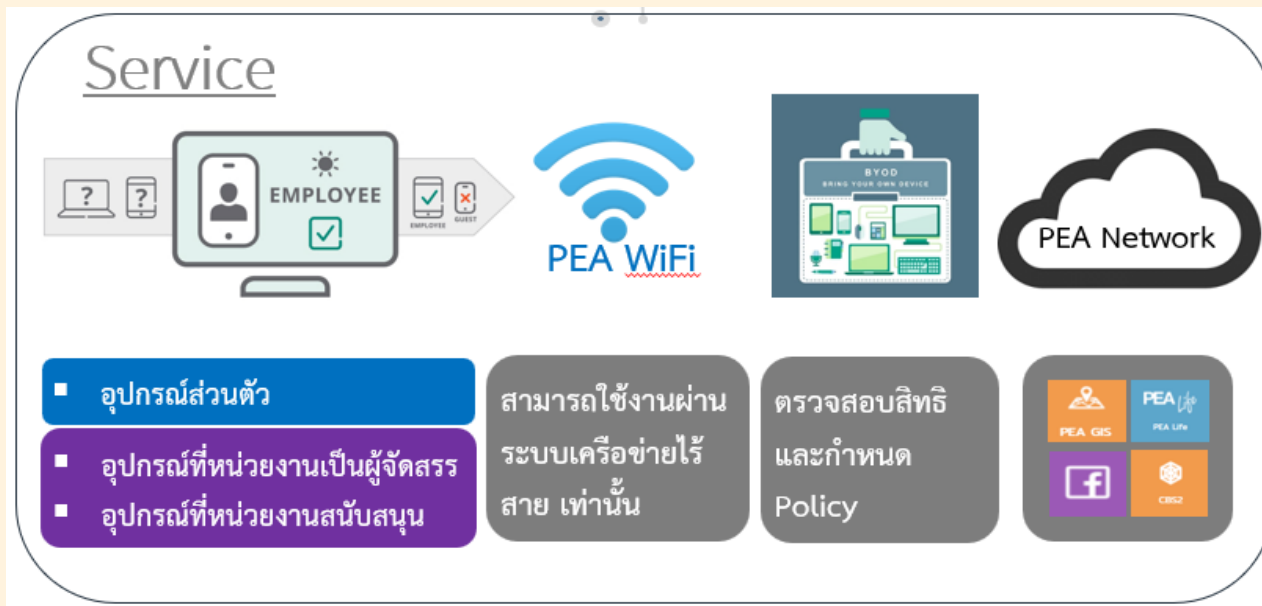 Service
?
?
EMPLOYEE
EMPLOYEE
GUEST
PEA WiFi
BYOD
BRING YOUR OWN DEVICE
PEA Network
▪ อุปกรณ์ส่วนตัว
▪ อุปกรณ์ที่หน่วยงานเป็นผู้จัดสรร
▪ อุปกรณ์ที่หน่วยงานสนับสนุน
สามารถใช้งานผ่าน
ระบบเครือข่ายไร้
สาย เท่านั้น
ตรวจสอบสิทธิ
และกำหนด
Policy
PEA GIS
PEA Life
PEA Life
f
CBS2